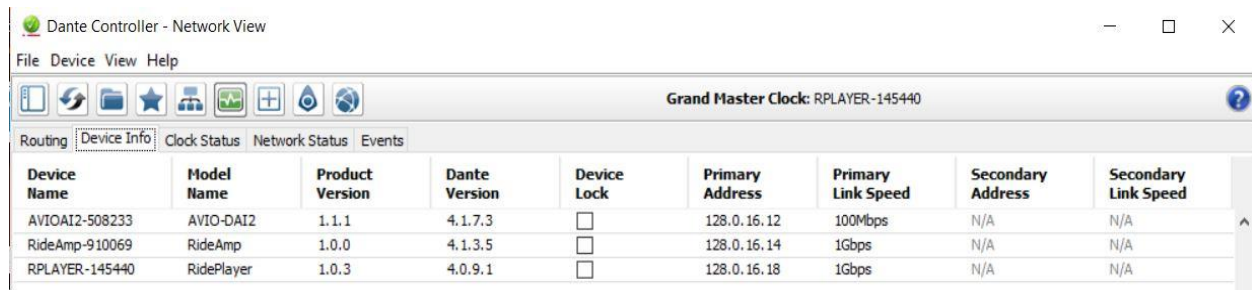 Dante Controller - Network View
File Device View Help
Grand Master Clock: RPLAYER-145440
Routing Device Info Clock Status Network Status Events
Device Name Model Name Product Version Dante Version Device Lock Primary Address Primary Link Speed Secondary Address Secondary Link Speed
AVIOAI2-508233 AVIO-DAI2 1.1.1 4.1.7.3 128.0.16.12 100Mbps N/A N/A
RideAmp-910069 RideAmp 1.0.0 4.1.3.5 128.0.16.14 1Gbps N/A N/A
RPLAYER-145440 RidePlayer 1.0.3 4.0.9.1 128.0.16.18 1Gbps N/A N/A